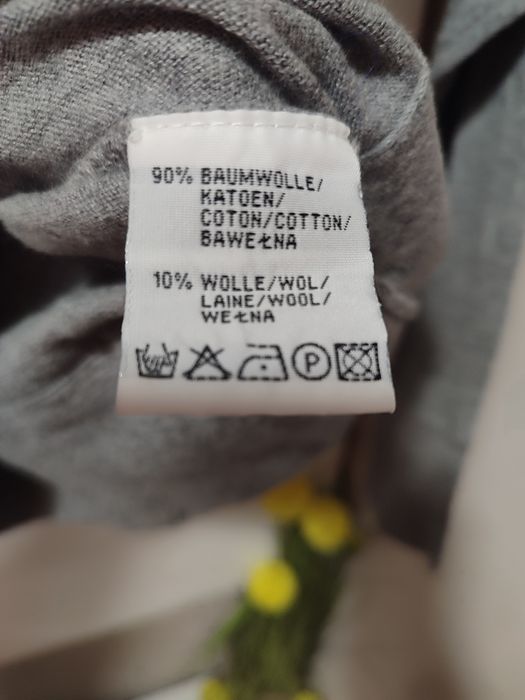 90% BAUMWOLLE/
KATOEN/
COTON/COTTON/
BAWEŁNA
10% WOLLE/WOL/
LAINE/WOOL/
WEŁNA
P